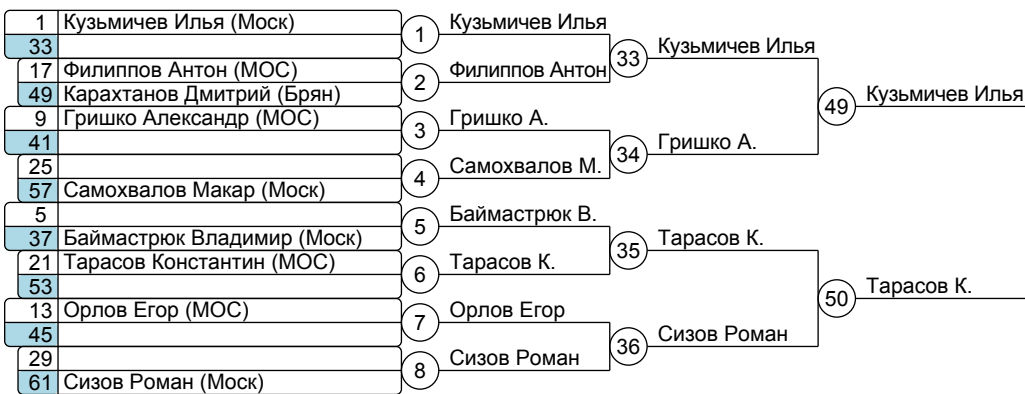 1 Кузьмичев Илья (Моск)
33
17 Филиппов Антон (МОС)
49 Карахтанов Дмитрий (Брян)
9 Гришко Александр (МОС)
41
25
57 Самохвалов Макар (Моск)
5
37 Баймастрюк Владимир (Моск)
21 Тарасов Константин (МОС)
53
13 Орлов Егор (МОС)
45
29
61 Сизов Роман (Моск)
1 Кузьмичев Илья
2 Филиппов Антон
3 Гришко А.
4 Самохвалов М.
5 Баймастрюк В.
6 Тарасов К.
7 Орлов Егор
8 Сизов Роман
33 Кузьмичев Илья
34 Гришко А.
35 Тарасов К.
36 Сизов Роман
49 Кузьмичев Илья
50 Тарасов К.